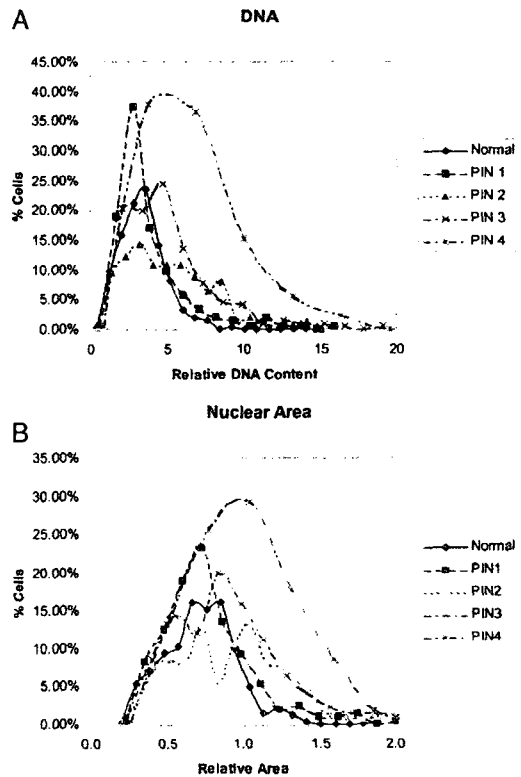 A
DNA
45.00%
40.00%
35.00%
30.00%
25.00%
20.00%
15.00%
10.00%
5.00%
0.00%
% Cells
0 5 10 15 20
Relative DNA Content
Normal
PIN 1
PIN 2
PIN 3
PIN 4
B
Nuclear Area
35.00%
30.00%
25.00%
20.00%
15.00%
10.00%
5.00%
0.00%
% Cells
0.0 0.5 1.0 1.5 2.0
Relative Area
Normal
PIN1
PIN2
PIN3
PIN4